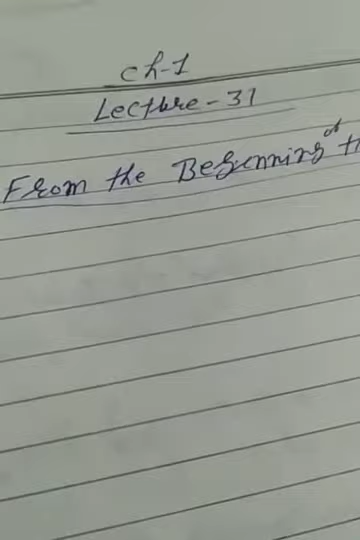 ch-1
Lecture - 31
From the Beginning of